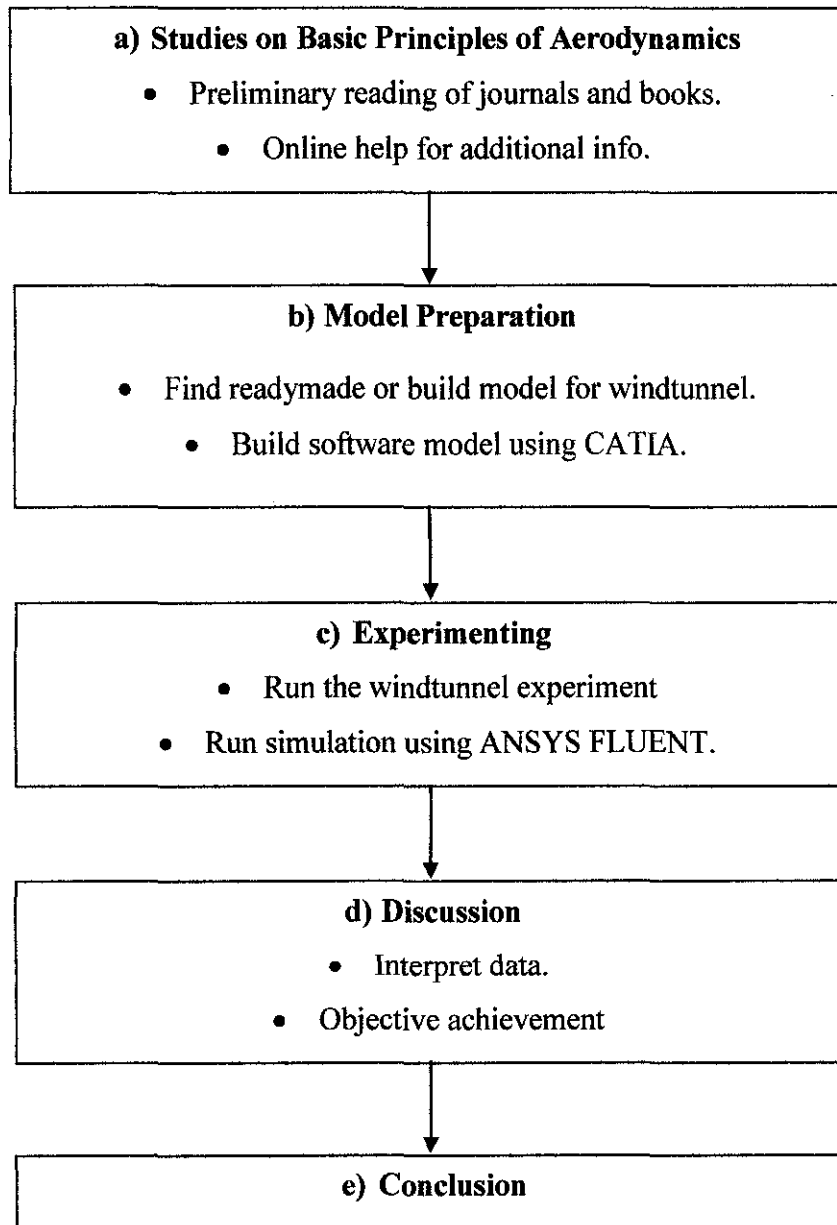 a) Studies on Basic Principles of Aerodynamics
• Preliminary reading of journals and books.
• Online help for additional info.
b) Model Preparation
• Find readymade or build model for windtunnel.
• Build software model using CATIA.
c) Experimenting
• Run the windtunnel experiment
• Run simulation using ANSYS FLUENT.
d) Discussion
• Interpret data.
• Objective achievement
e) Conclusion